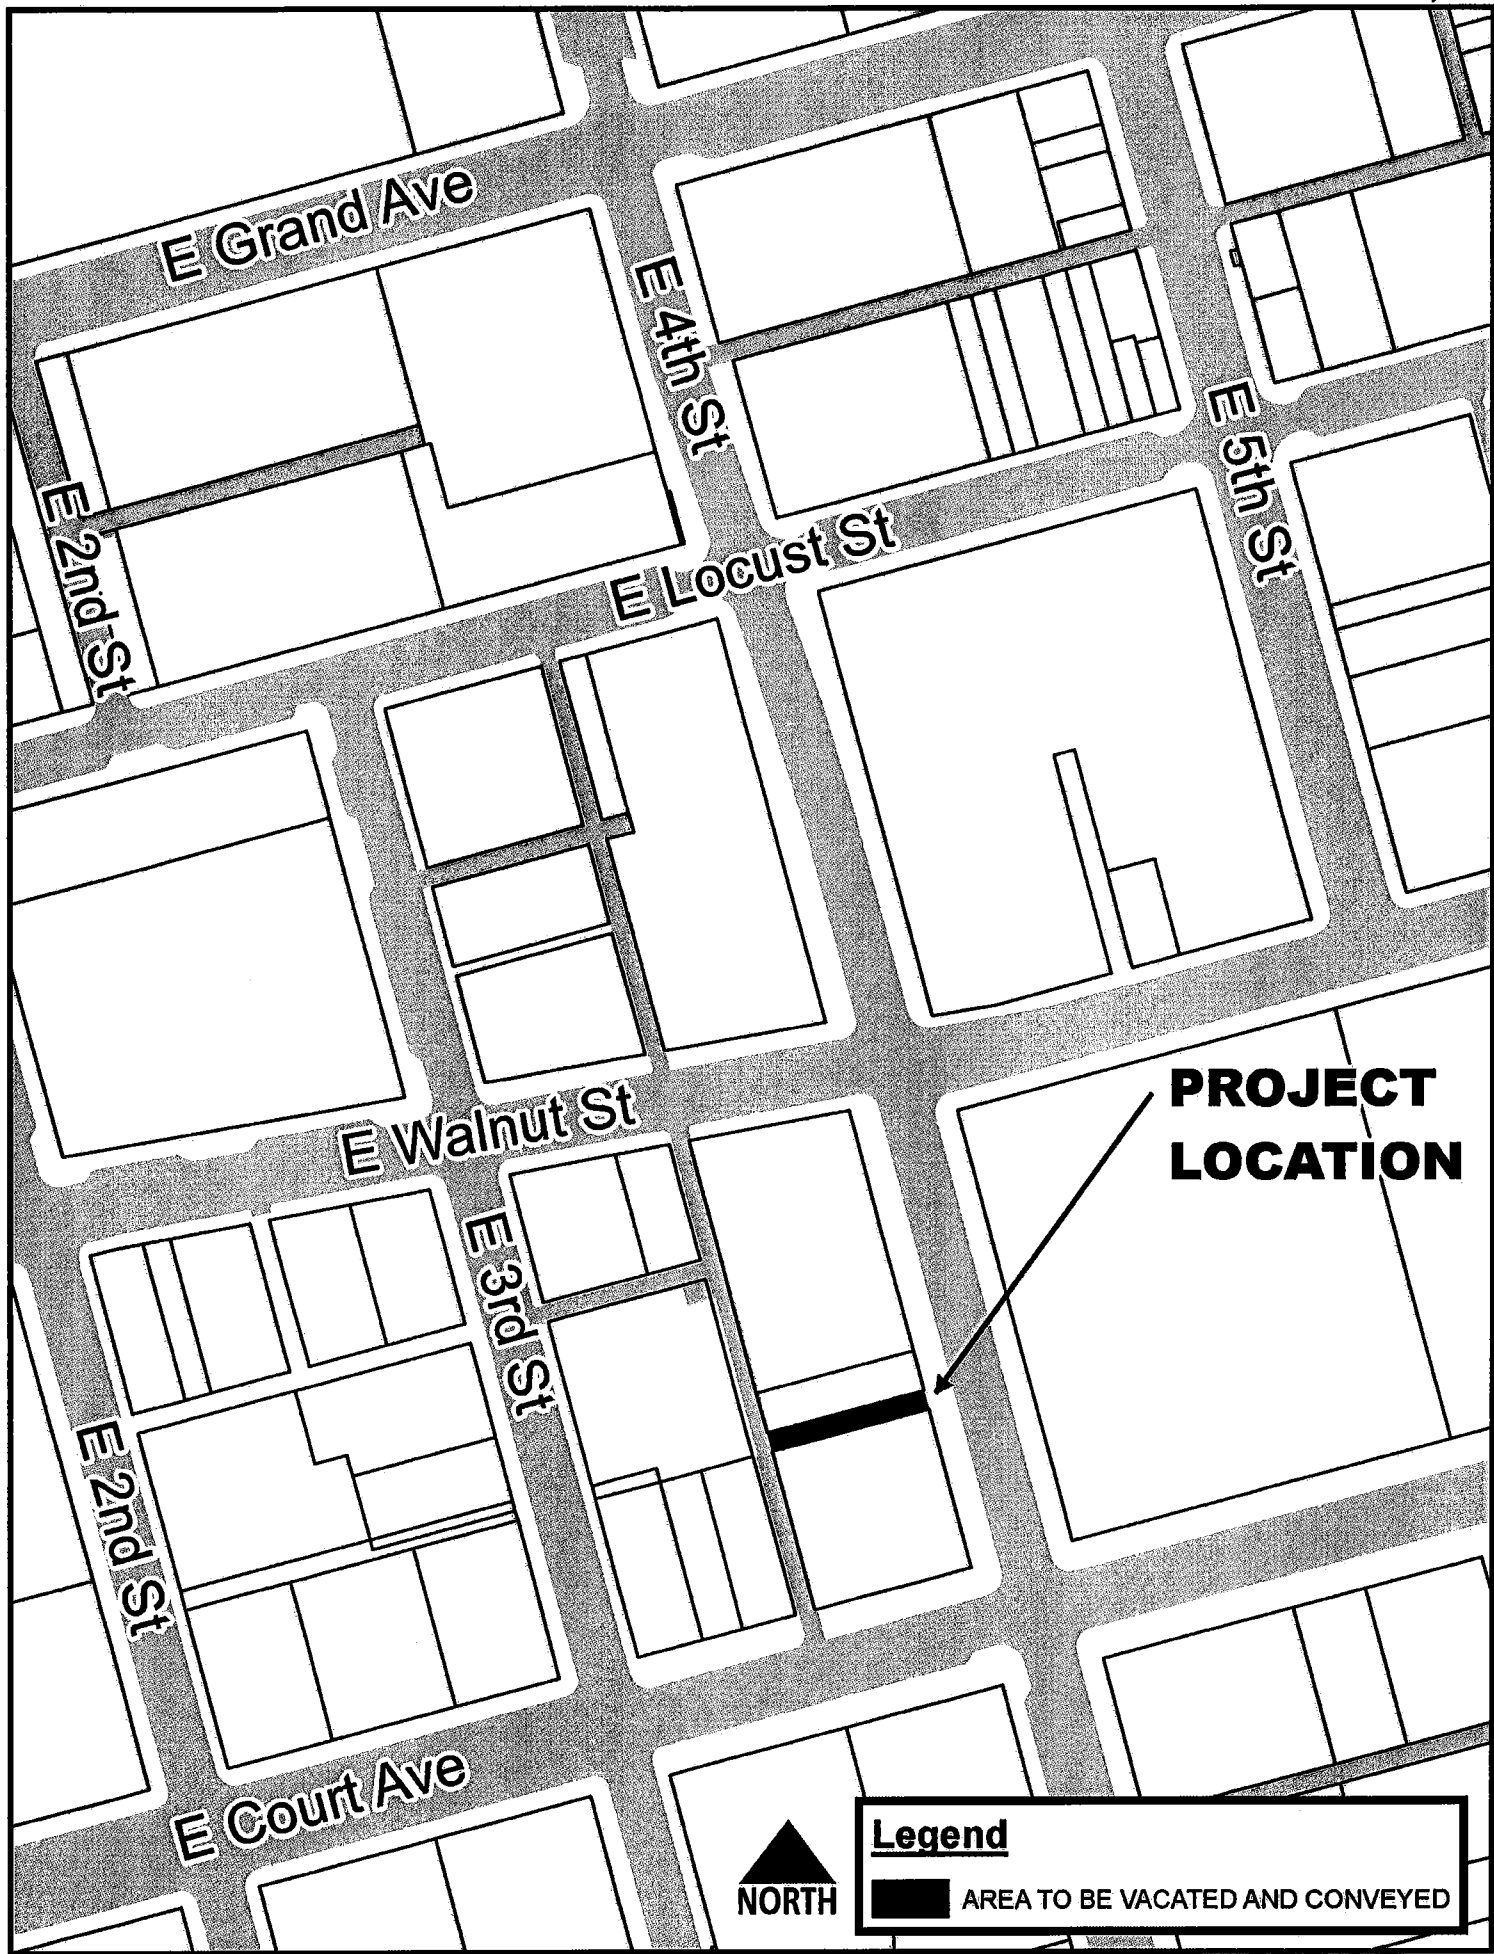 E Grand Ave
E 4th St
E 5th St
E 2nd St
E Locust St
PROJECT
LOCATION
E Walnut St
E 3rd St
E 2nd St
E Court Ave
NORTH
Legend
AREA TO BE VACATED AND CONVEYED